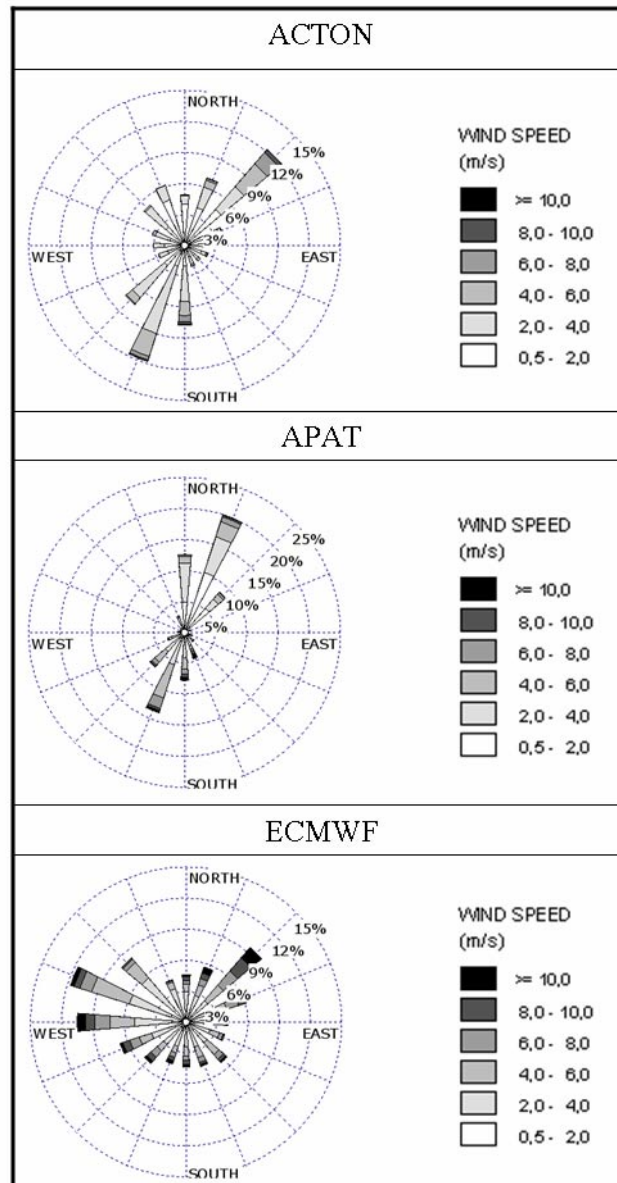 ACTON
NORTH
15%
12%
9%
6%
3%
WEST
EAST
SOUTH
WIND SPEED
(m/s)
>= 10,0
8,0 - 10,0
6,0 - 8,0
4,0 - 6,0
2,0 - 4,0
0,5 - 2,0
APAT
NORTH
25%
20%
15%
10%
5%
WEST
EAST
SOUTH
WIND SPEED
(m/s)
>= 10,0
8,0 - 10,0
6,0 - 8,0
4,0 - 6,0
2,0 - 4,0
0,5 - 2,0
ECMWF
NORTH
15%
12%
9%
6%
3%
WEST
EAST
SOUTH
WIND SPEED
(m/s)
>= 10,0
8,0 - 10,0
6,0 - 8,0
4,0 - 6,0
2,0 - 4,0
0,5 - 2,0